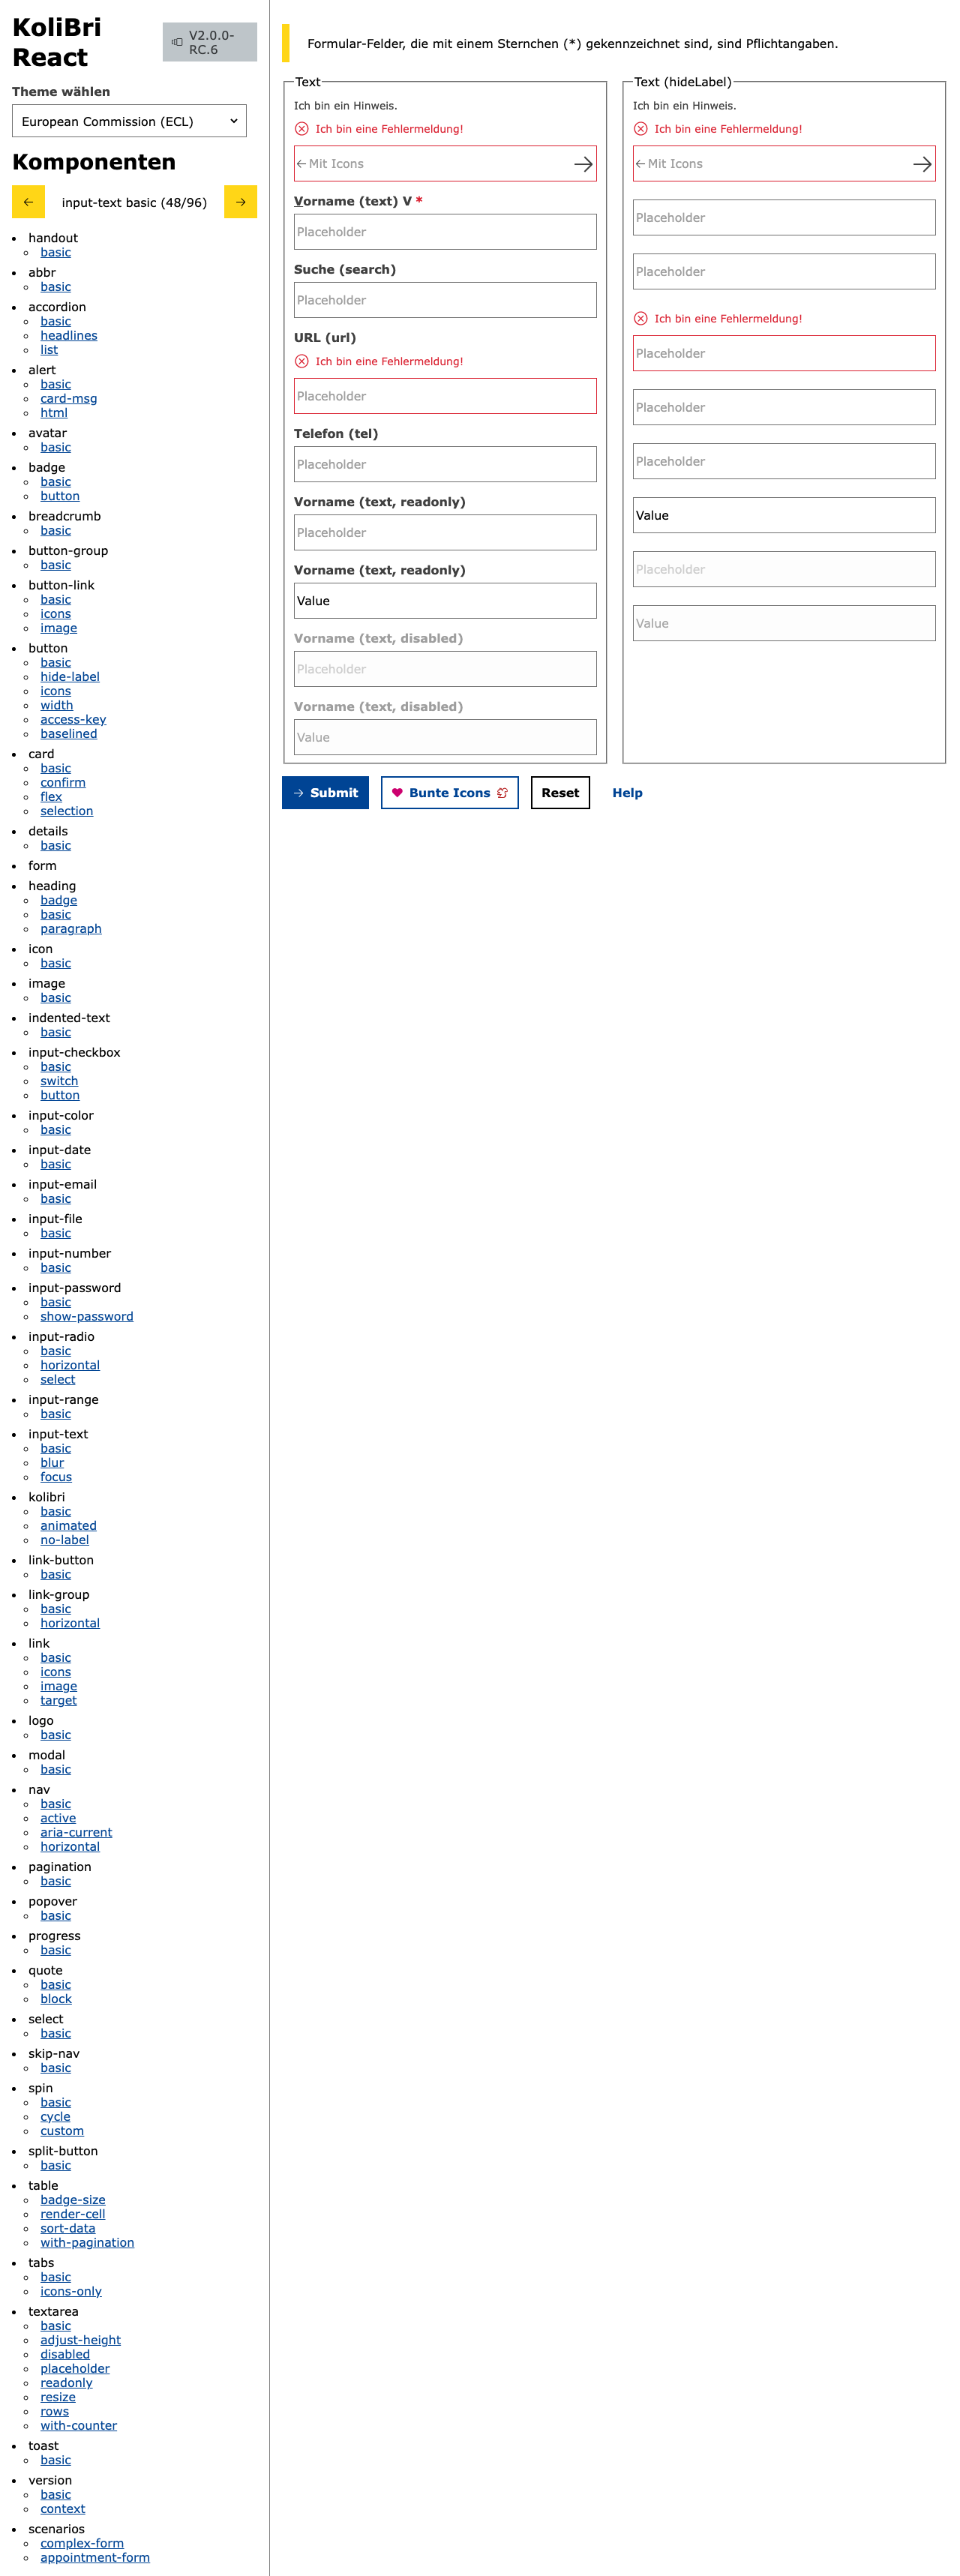 KoliBri
React
V2.0.0-
RC.6
Theme wählen
European Commission (ECL)
Komponenten
input-text basic (48/96)
handout
basic
abbr
basic
accordion
basic
headlines
list
alert
basic
card-msg
html
avatar
basic
badge
basic
button
breadcrumb
basic
button-group
basic
button-link
basic
icons
image
button
basic
hide-label
icons
width
access-key
baselined
card
basic
confirm
flex
selection
details
basic
form
heading
badge
basic
paragraph
icon
basic
image
basic
indented-text
basic
input-checkbox
basic
switch
button
input-color
basic
input-date
basic
input-email
basic
input-file
basic
input-number
basic
input-password
basic
show-password
input-radio
basic
horizontal
select
input-range
basic
input-text
basic
blur
focus
kolibri
basic
animated
no-label
link-button
basic
link-group
basic
horizontal
link
basic
icons
image
target
logo
basic
modal
basic
nav
basic
active
aria-current
horizontal
pagination
basic
popover
basic
progress
basic
quote
basic
block
select
basic
skip-nav
basic
spin
basic
cycle
custom
split-button
basic
table
badge-size
render-cell
sort-data
with-pagination
tabs
basic
icons-only
textarea
basic
adjust-height
disabled
placeholder
readonly
resize
rows
with-counter
toast
basic
version
basic
context
scenarios
complex-form
appointment-form
Formular-Felder, die mit einem Sternchen (*) gekennzeichnet sind, sind Pflichtangaben.
Text
Ich bin ein Hinweis.
Ich bin eine Fehlermeldung!
Mit Icons
Vorname (text) V *
Placeholder
Suche (search)
Placeholder
URL (url)
Ich bin eine Fehlermeldung!
Placeholder
Telefon (tel)
Placeholder
Vorname (text, readonly)
Placeholder
Vorname (text, readonly)
Value
Vorname (text, disabled)
Placeholder
Vorname (text, disabled)
Value
Text (hideLabel)
Ich bin ein Hinweis.
Ich bin eine Fehlermeldung!
Mit Icons
Placeholder
Placeholder
Ich bin eine Fehlermeldung!
Placeholder
Placeholder
Placeholder
Value
Placeholder
Value
Submit
Bunte Icons
Reset
Help